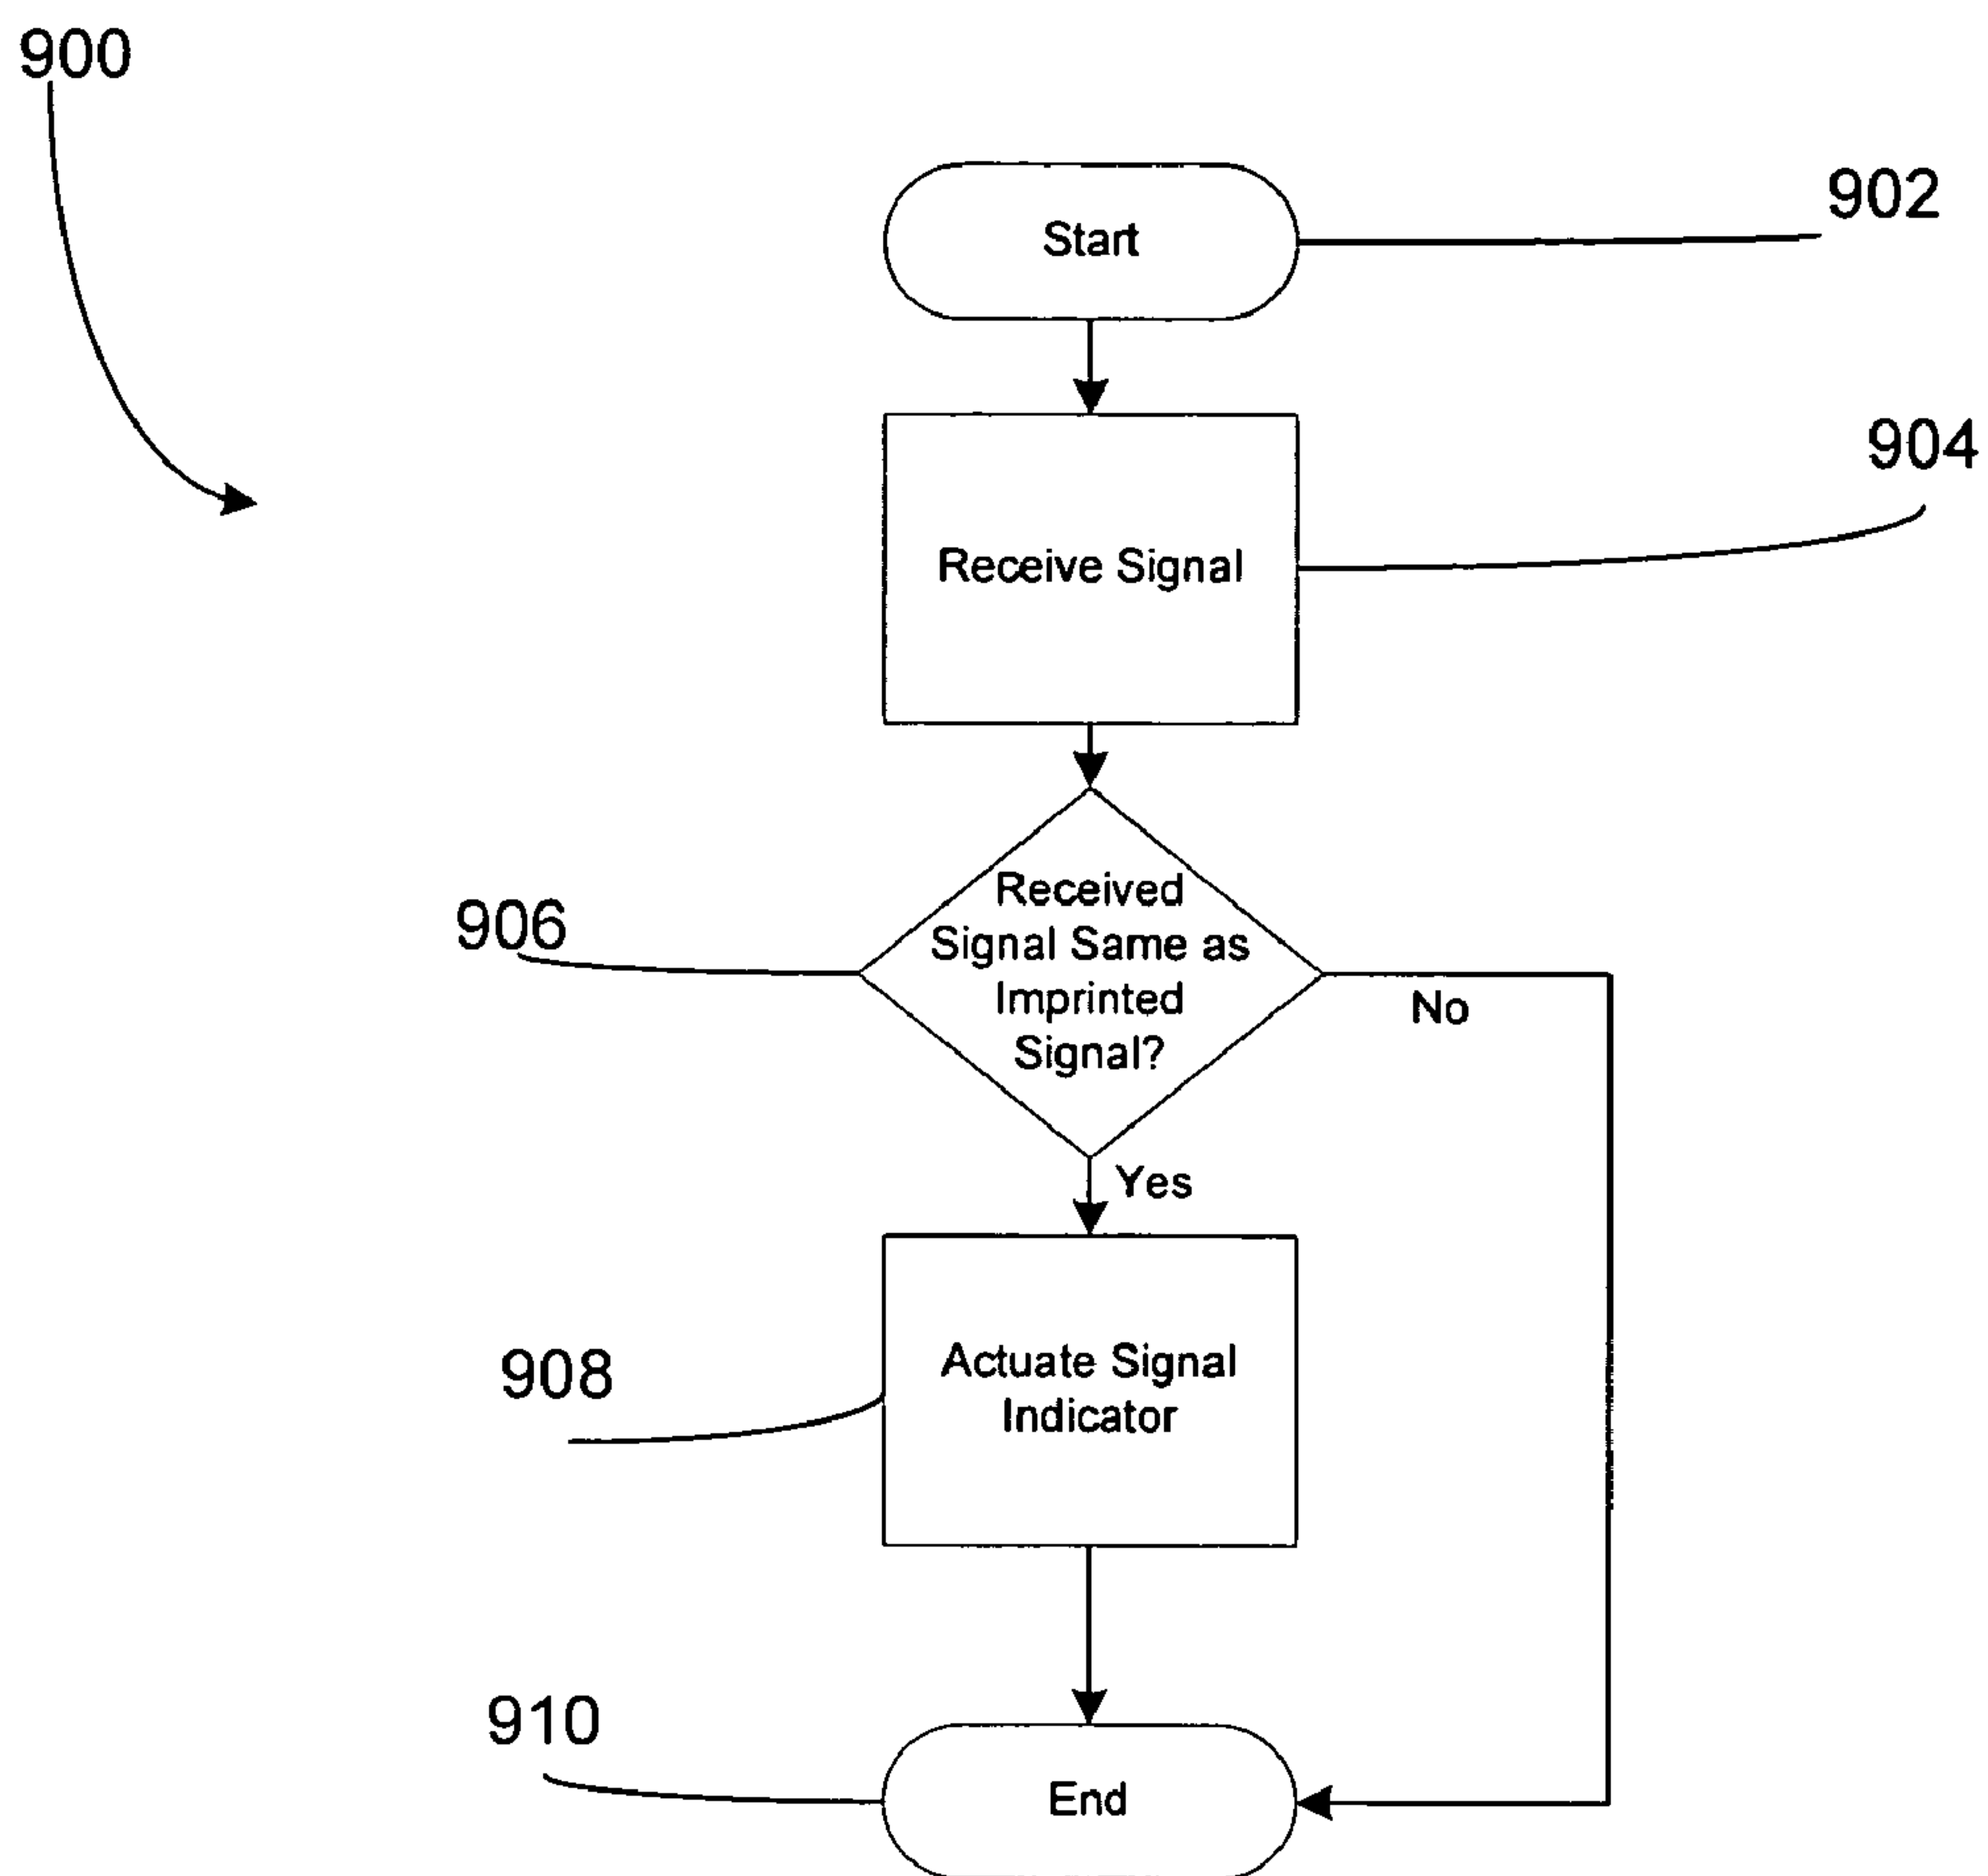 900
Start
902
904
Receive Signal
906
Received
Signal Same as
Imprinted
Signal?
No
Yes
908
Actuate Signal
Indicator
910
End